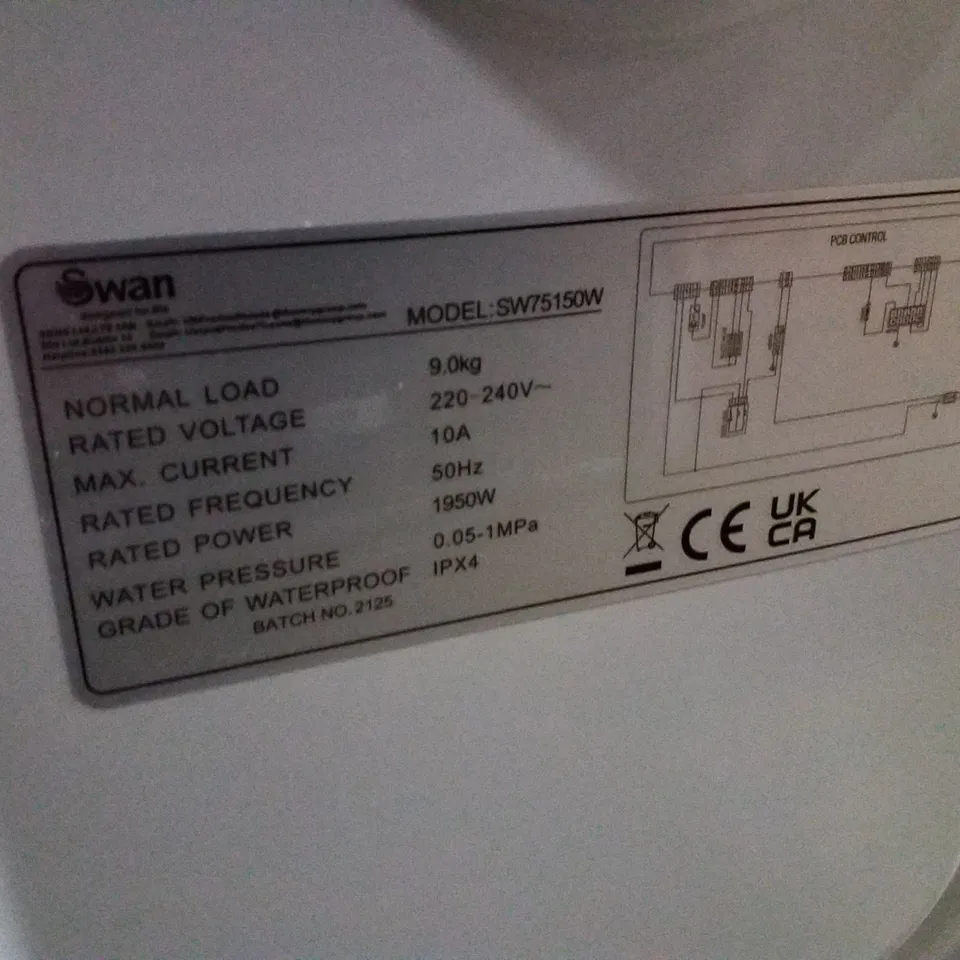 Swan
MODEL:SW75150W
NORMAL LOAD 9.0kg
RATED VOLTAGE 220-240V~
MAX. CURRENT 10A
RATED FREQUENCY 50Hz
RATED POWER 1950W
WATER PRESSURE 0.05-1MPa
GRADE OF WATERPROOF IPX4
BATCH NO.2125
PCB CONTROL
CE
UK
CA